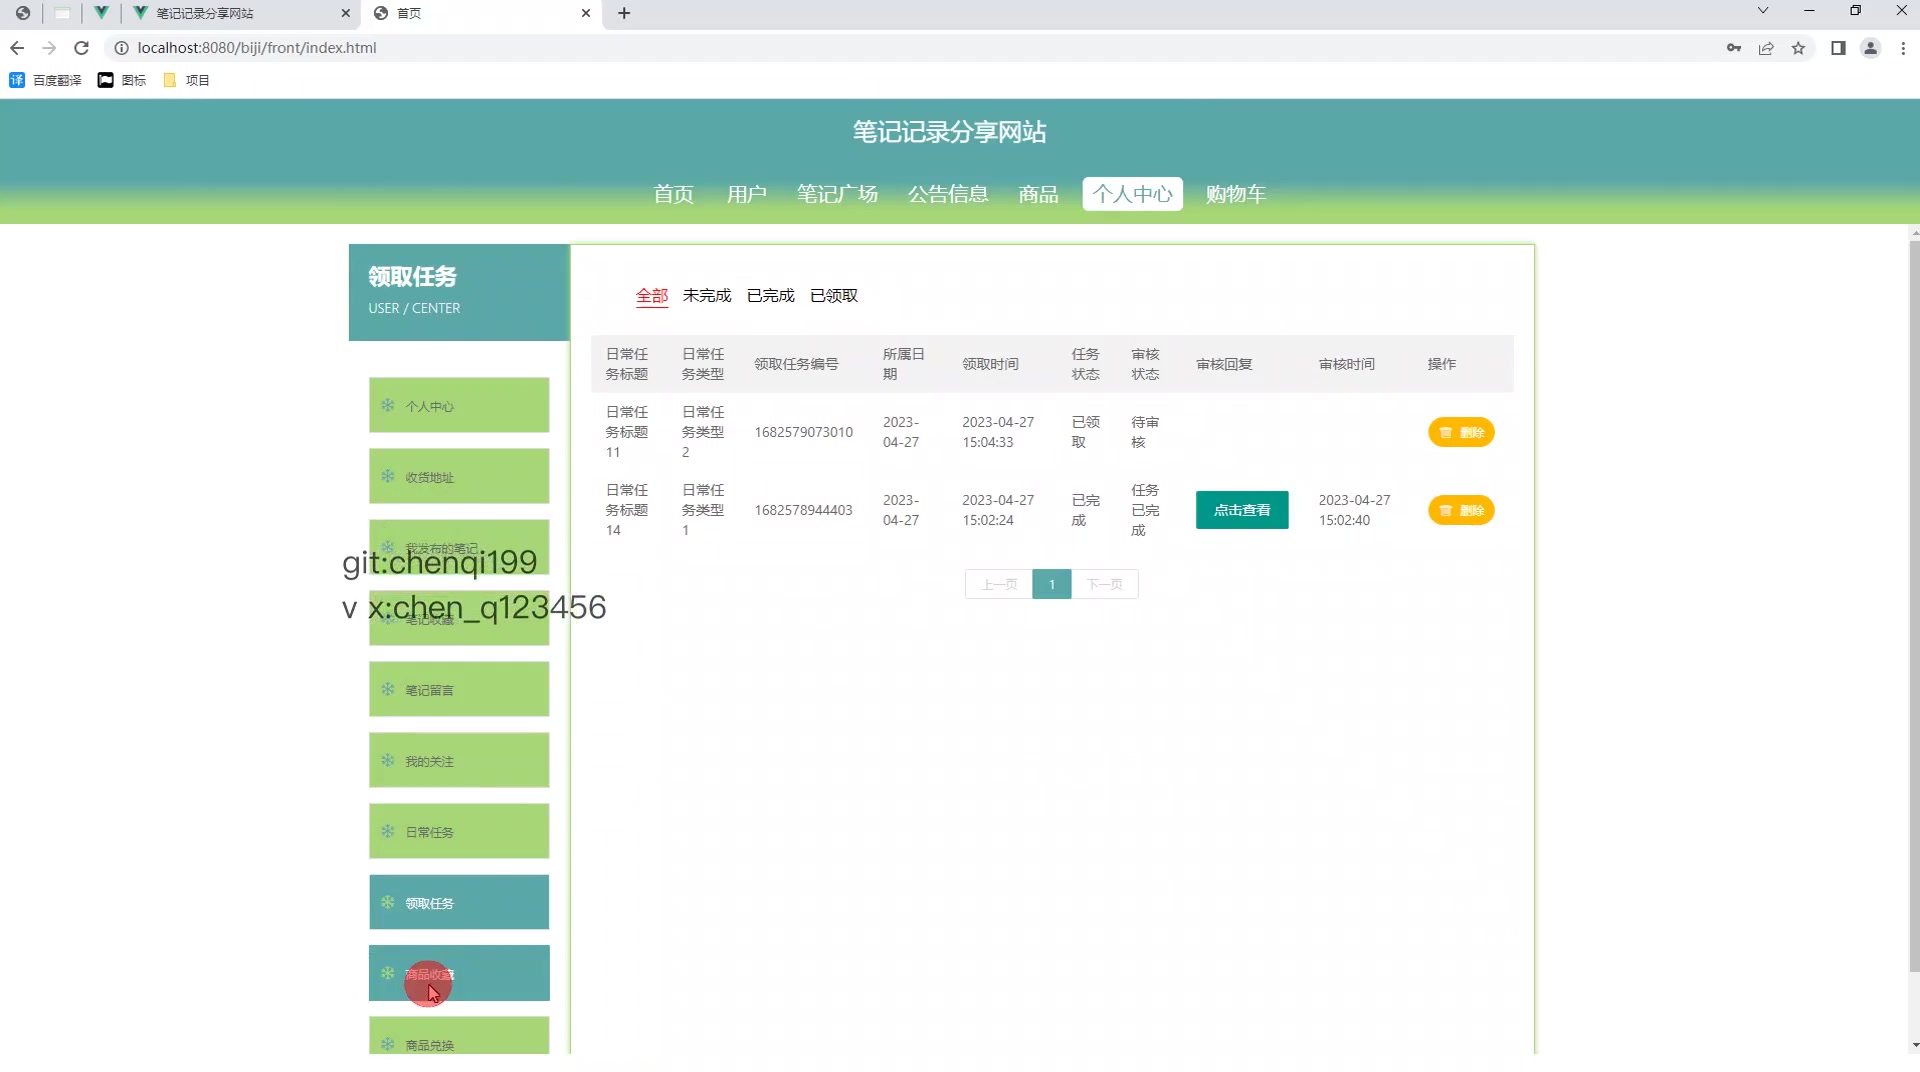 笔记记录分享网站
首页
localhost:8080/biji/front/index.html
百度翻译
图标
项目
笔记记录分享网站
首页
用户
笔记广场
公告信息
商品
个人中心
购物车
领取任务
USER / CENTER
全部
未完成
已完成
已领取
日常任
务标题
日常任
务类型
领取任务编号
所属日
期
领取时间
任务
状态
审核
状态
审核回复
审核时间
操作
日常任
务标题
11
日常任
务类型
2
1682579073010
2023-
04-27
2023-04-27
15:04:33
已领
取
待审
核
删除
日常任
务标题
14
日常任
务类型
1
1682578944403
2023-
04-27
2023-04-27
15:02:24
已完
成
任务
已完
成
点击查看
2023-04-27
15:02:40
删除
上一页
1
下一页
个人中心
收货地址
我发布的笔记
git:chenqi199
v x:chen_q123456
笔记收藏
笔记留言
我的关注
日常任务
领取任务
商品收藏
商品兑换